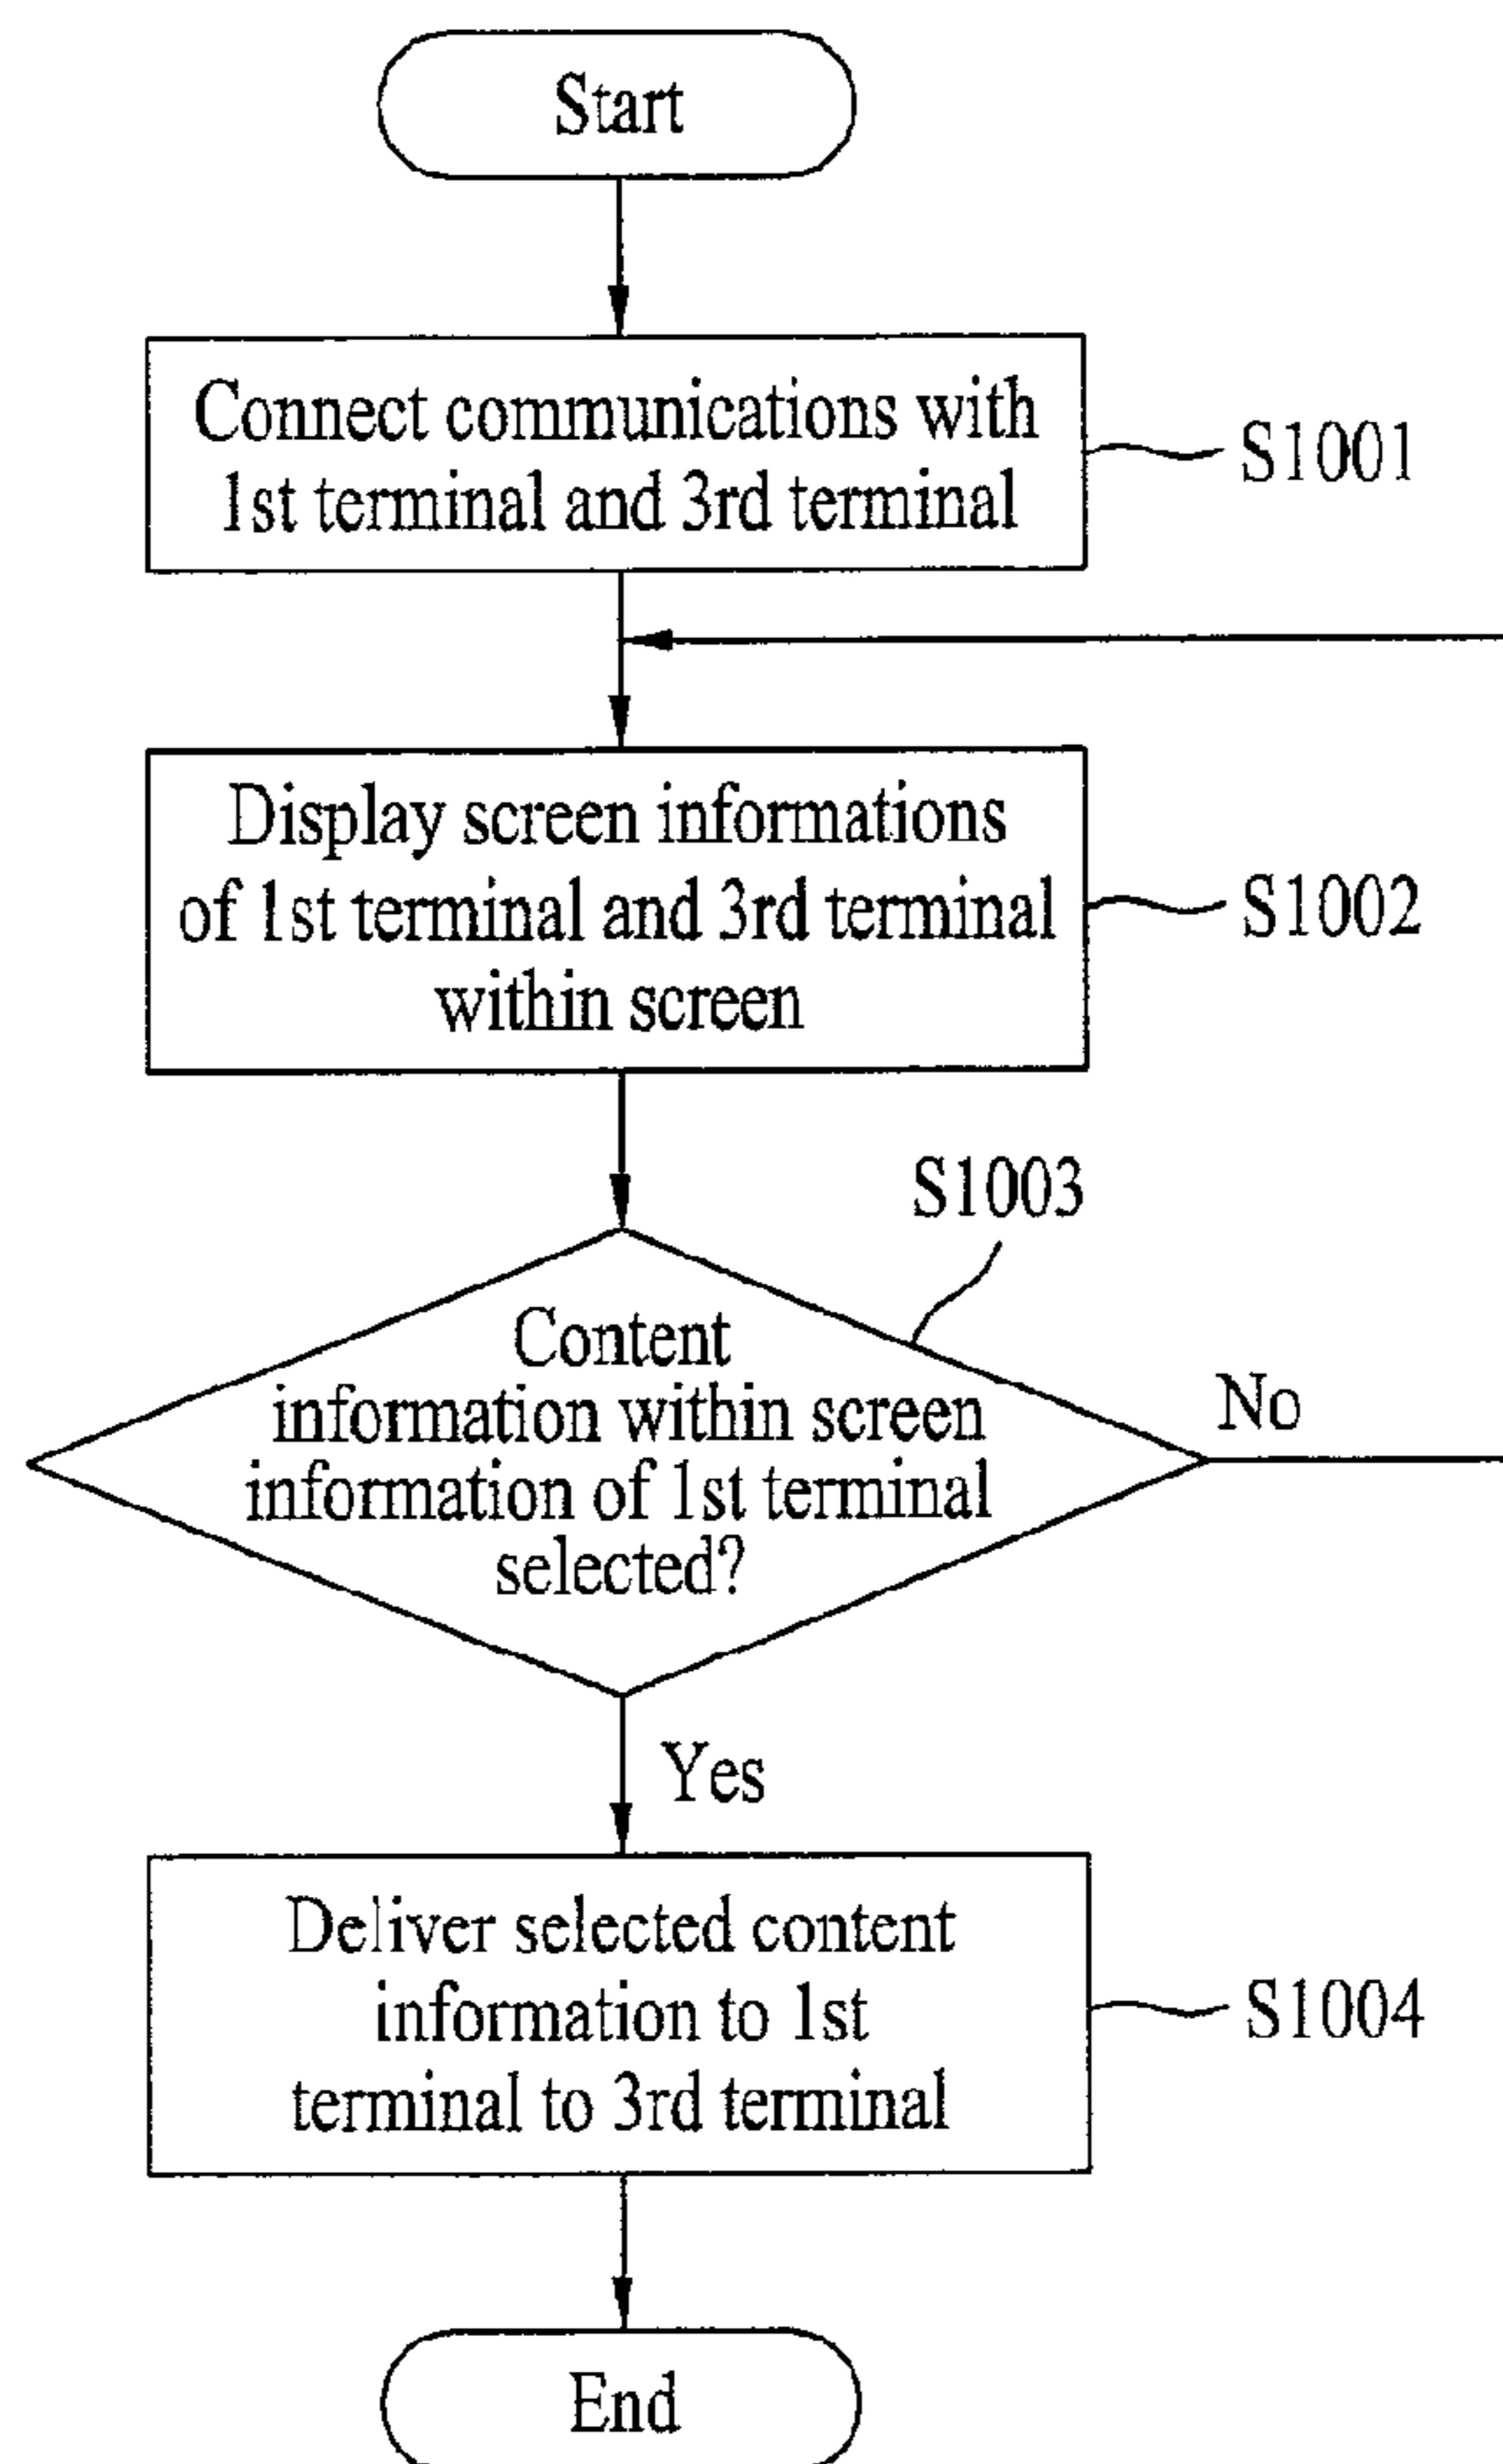 Start
Connect communications with
1st terminal and 3rd terminal
S1001
Display screen informations
of 1st terminal and 3rd terminal
within screen
S1002
S1003
Content
information within screen
information of 1st terminal
selected?
No
Yes
Deliver selected content
information to 1st
terminal to 3rd terminal
S1004
End